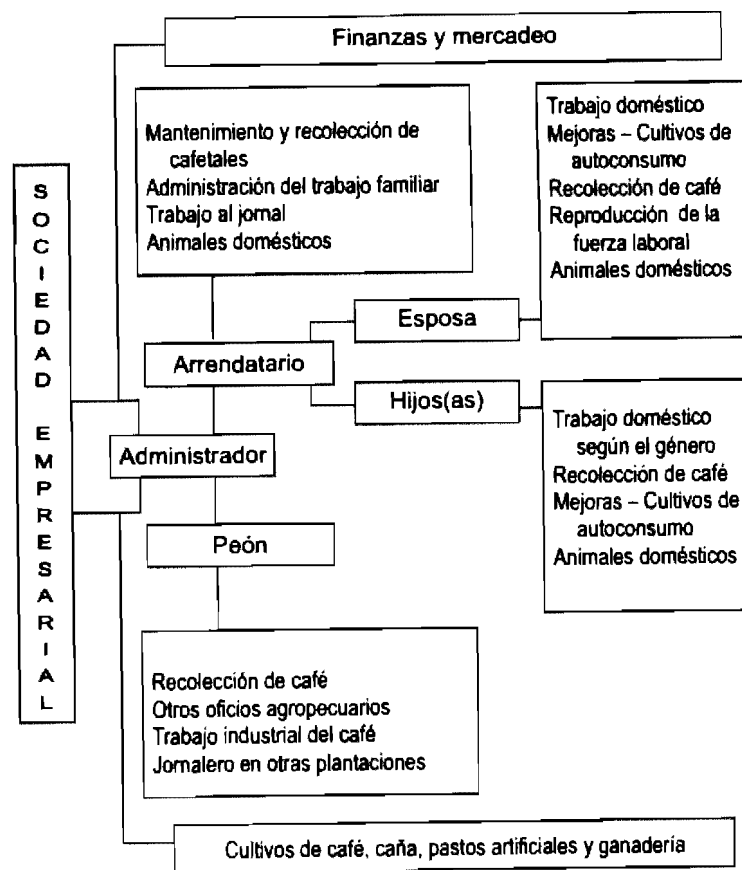 Finanzas y mercadeo
Mantenimiento y recolección de
cafetales
Administración del trabajo familiar
Trabajo al jornal
Animales domésticos
Trabajo doméstico
Mejoras – Cultivos de
autoconsumo
Recolección de café
Reproducción de la
fuerza laboral
Animales domésticos
SOCIEDAD EMPRESARIAL
Esposa
Arrendatario
Hijos(as)
Administrador
Trabajo doméstico
según el género
Recolección de café
Mejoras – Cultivos de
autoconsumo
Animales domésticos
Peón
Recolección de café
Otros oficios agropecuarios
Trabajo industrial del café
Jornalero en otras plantaciones
Cultivos de café, caña, pastos artificiales y ganadería